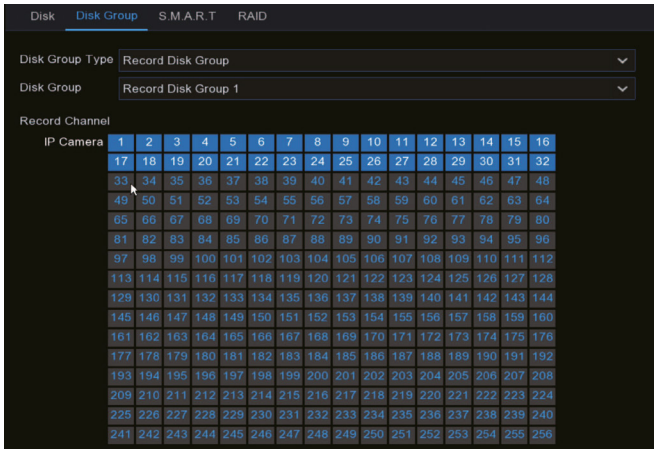 Disk Disk Group S.M.A.R.T RAID
Disk Group Type Record Disk Group
Disk Group Record Disk Group 1
Record Channel
IP Camera 1 2 3 4 5 6 7 8 9 10 11 12 13 14 15 16
17 18 19 20 21 22 23 24 25 26 27 28 29 30 31 32
33 34 35 36 37 38 39 40 41 42 43 44 45 46 47 48
49 50 51 52 53 54 55 56 57 58 59 60 61 62 63 64
65 66 67 68 69 70 71 72 73 74 75 76 77 78 79 80
81 82 83 84 85 86 87 88 89 90 91 92 93 94 95 96
97 98 99 100 101 102 103 104 105 106 107 108 109 110 111 112
113 114 115 116 117 118 119 120 121 122 123 124 125 126 127 128
129 130 131 132 133 134 135 136 137 138 139 140 141 142 143 144
145 146 147 148 149 150 151 152 153 154 155 156 157 158 159 160
161 162 163 164 165 166 167 168 169 170 171 172 173 174 175 176
177 178 179 180 181 182 183 184 185 186 187 188 189 190 191 192
193 194 195 196 197 198 199 200 201 202 203 204 205 206 207 208
209 210 211 212 213 214 215 216 217 218 219 220 221 222 223 224
225 226 227 228 229 230 231 232 233 234 235 236 237 238 239 240
241 242 243 244 245 246 247 248 249 250 251 252 253 254 255 256